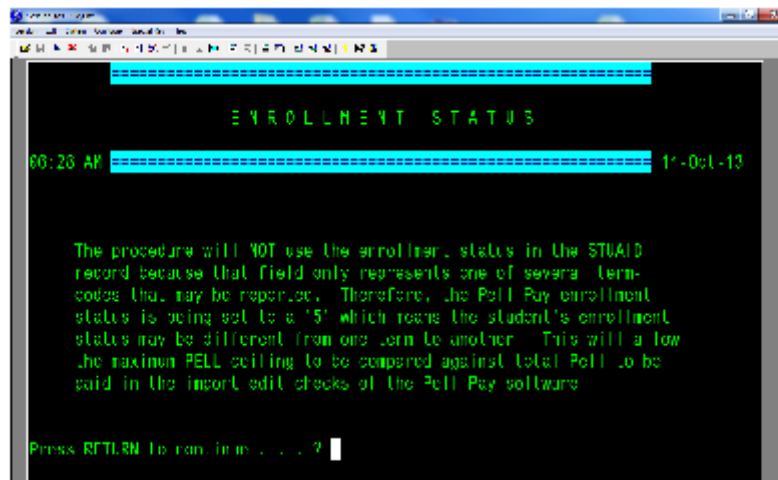 =====================================================
ENROLLMENT STATUS
06:28 AM ===================================================== 11-Oct-13
The procedure will NOT use the enrollment status in the STUAID
record because that field only represents one of several term-
codes that may be reported. Therefore, the Pell Pay enrollment
status is being set to a '5' which means the student's enrollment
status may be different from one term to another. This will allow
the maximum PELL ceiling to be compared against total Pell to be
paid in the import edit checks of the Pell Pay software
Press RETURN to continue . . . . ?